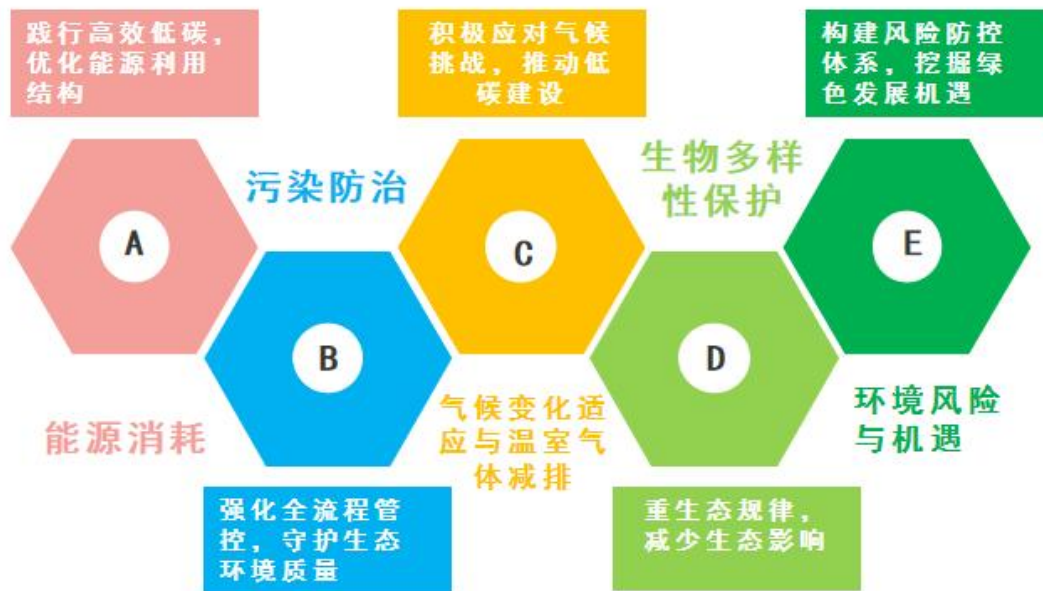 践行高效低碳，
优化能源利用
结构
A
能源消耗
污染防治
B
强化全流程管
控，守护生态
环境质量
积极应对气候
挑战，推动低
碳建设
C
气候变化适
应与温室气
体减排
生物多样
性保护
D
重生态规律，
减少生态影响
构建风险防控
体系，挖掘绿
色发展机遇
E
环境风险
与机遇